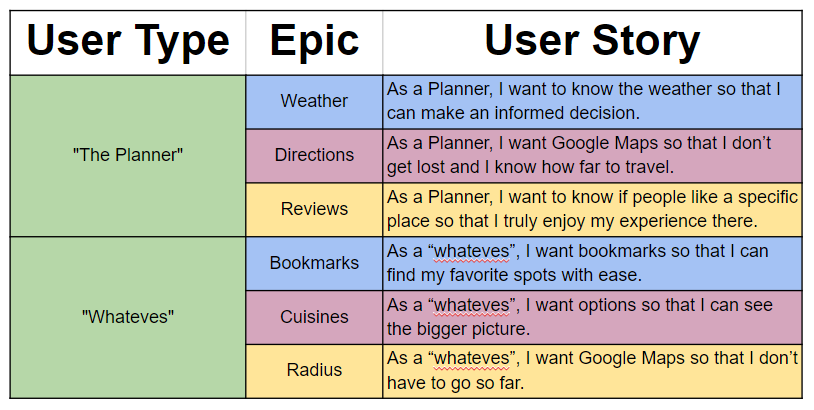 User Type Epic User Story
"The Planner"
Weather
As a Planner, I want to know the weather so that I
can make an informed decision.
Directions
As a Planner, I want Google Maps so that I don’t
get lost and I know how far to travel.
Reviews
As a Planner, I want to know if people like a specific
place so that I truly enjoy my experience there.
"Whateves"
Bookmarks
As a “whateves”, I want bookmarks so that I can
find my favorite spots with ease.
Cuisines
As a “whateves”, I want options so that I can see
the bigger picture.
Radius
As a “whateves”, I want Google Maps so that I don’t
have to go so far.